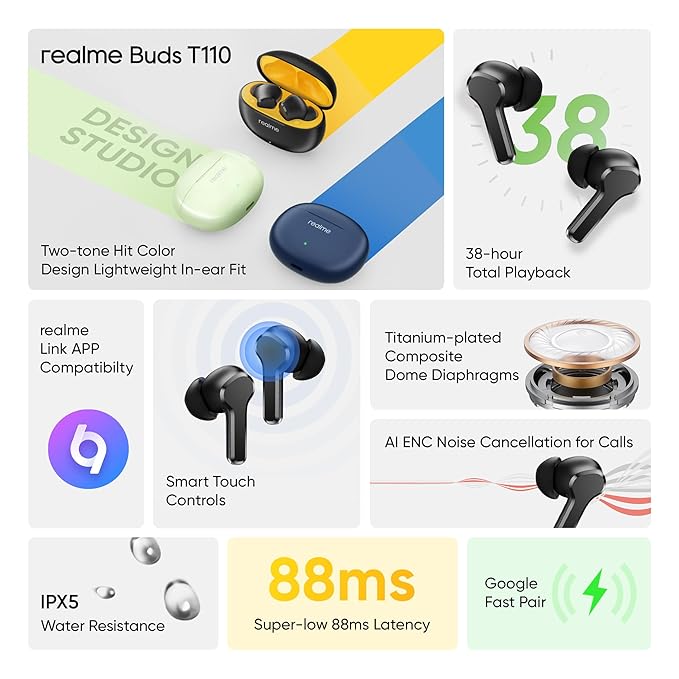 realme Buds T110
DESIGN
STUDIO
realme
realme
Two-tone Hit Color
Design Lightweight In-ear Fit
38
38-hour
Total Playback
realme
Link APP
Compatibilty
Smart Touch
Controls
Titanium-plated
Composite
Dome Diaphragms
AI ENC Noise Cancellation for Calls
IPX5
Water Resistance
88ms
Super-low 88ms Latency
Google
Fast Pair